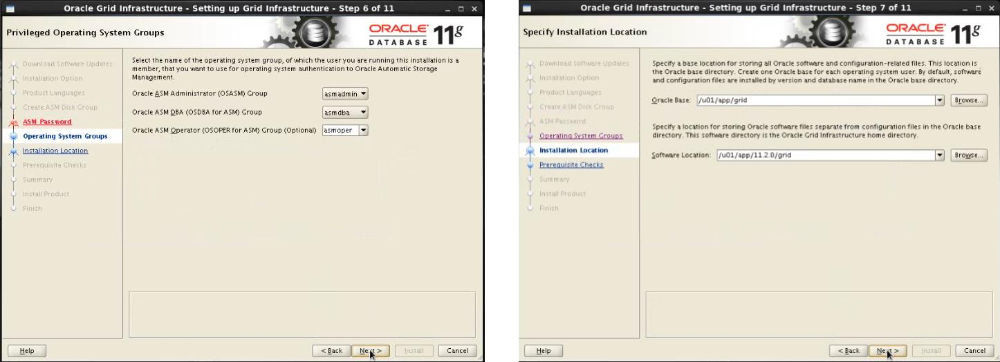 Oracle Grid Infrastructure - Setting up Grid Infrastructure - Step 6 of 11
Privileged Operating System Groups
ORACLE
DATABASE 11g
Download Software Updates
Installation Option
Product Languages
Create ASM Disk Group
ASM Password
Operating System Groups
Installation Location
Prerequisite Checks
Summary
Install Product
Finish
Select the name of the operating system group, of which the user you are running this installation is a
member, that you want to use for operating system authentication to Oracle Automatic Storage
Management.
Oracle ASM Administrator (OSASM) Group asmadmin
Oracle ASM DBA (OSDBA for ASM) Group asmdba
Oracle ASM Operator (OSOPER for ASM) Group (Optional) asmoper
Help < Back Next > Install Cancel
Oracle Grid Infrastructure - Setting up Grid Infrastructure - Step 7 of 11
Specify Installation Location
ORACLE
DATABASE 11g
Download Software Updates
Installation Option
Product Languages
Create ASM Disk Group
ASM Password
Operating System Groups
Installation Location
Prerequisite Checks
Summary
Install Product
Finish
Specify a base location for storing all Oracle software and configuration-related files. This location is
the Oracle base directory. Create one Oracle base for each operating system user. By default, software
and configuration files are installed by version and database name in the Oracle base directory.
Oracle Base: /u01/app/grid Browse...
Specify a location for storing Oracle software files separate from configuration files in the Oracle base
directory. This software directory is the Oracle Grid Infrastructure home directory.
Software Location: /u01/app/11.2.0/grid Browse...
Help < Back Next > Install Cancel